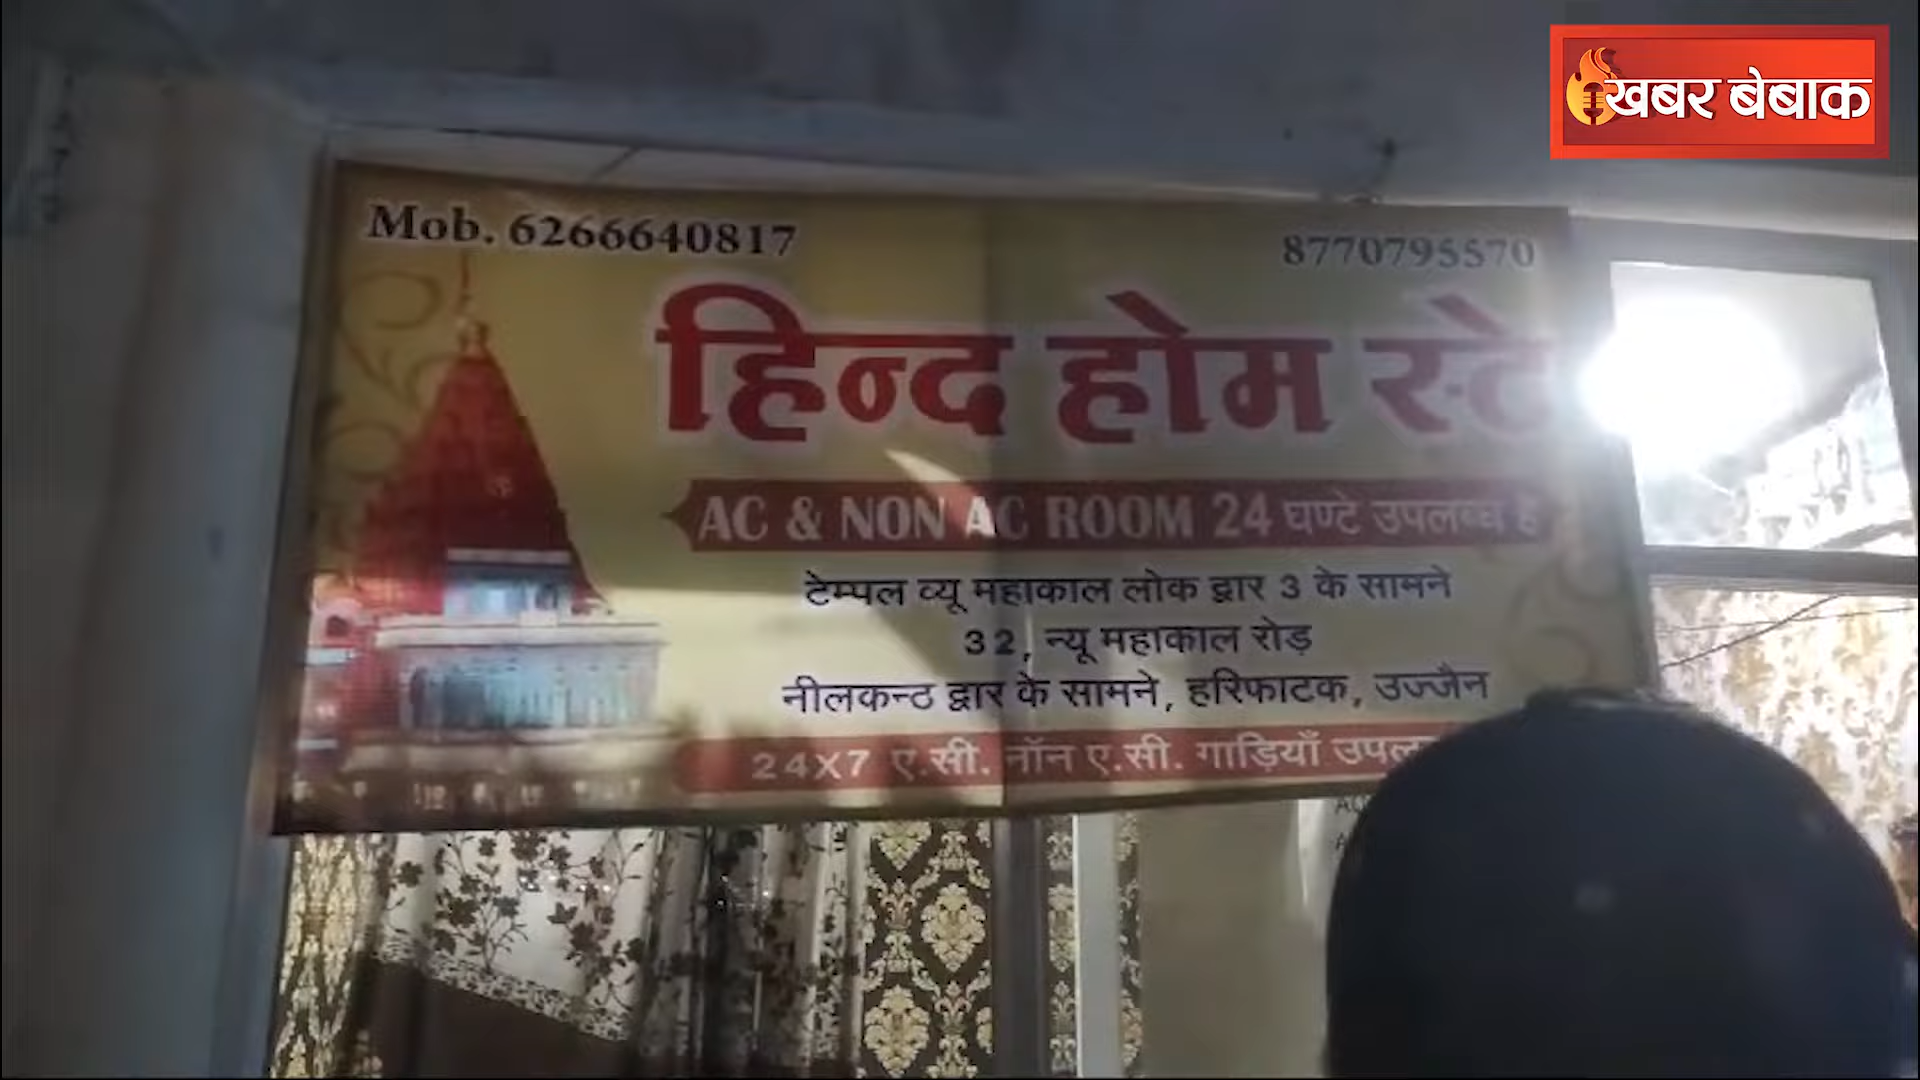 खबर बेबाक
Mob. 6266640817 8770795570
हिन्द होम स्टे
AC & NON AC ROOM 24 घण्टे उपलब्ध है
टेम्पल व्यू महाकाल लोक द्वार 3 के सामने
32, न्यू महाकाल रोड़
नीलकन्ठ द्वार के सामने, हरिफाटक, उज्जैन
24X7 ए.सी. नॉन ए.सी. गाड़ियाँ